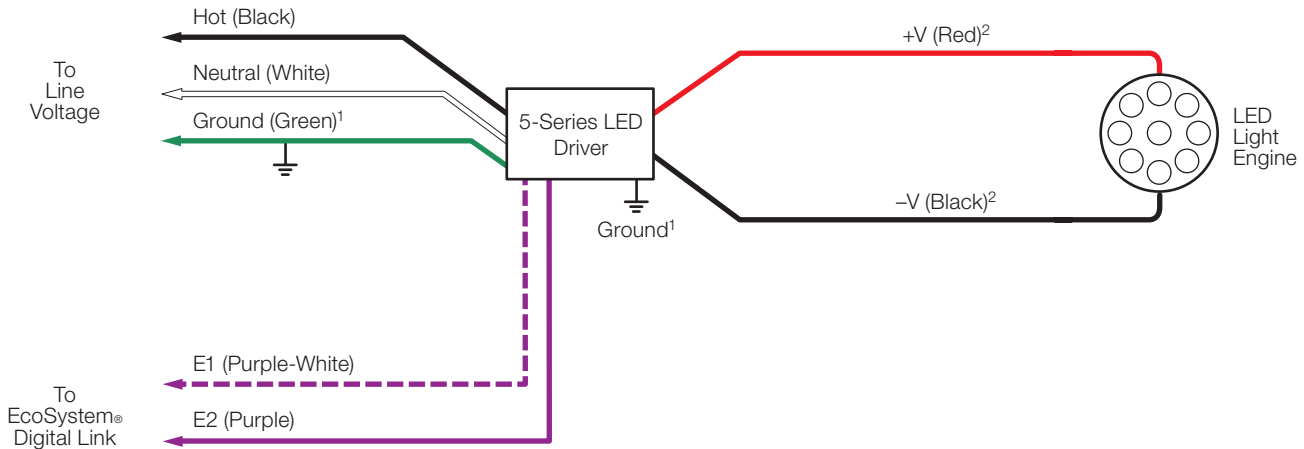 Hot (Black)
To
Line
Voltage
Neutral (White)
Ground (Green)¹
5-Series LED
Driver
Ground¹
+V (Red)²
–V (Black)²
LED
Light
Engine
E1 (Purple-White)
To
EcoSystem®
Digital Link
E2 (Purple)